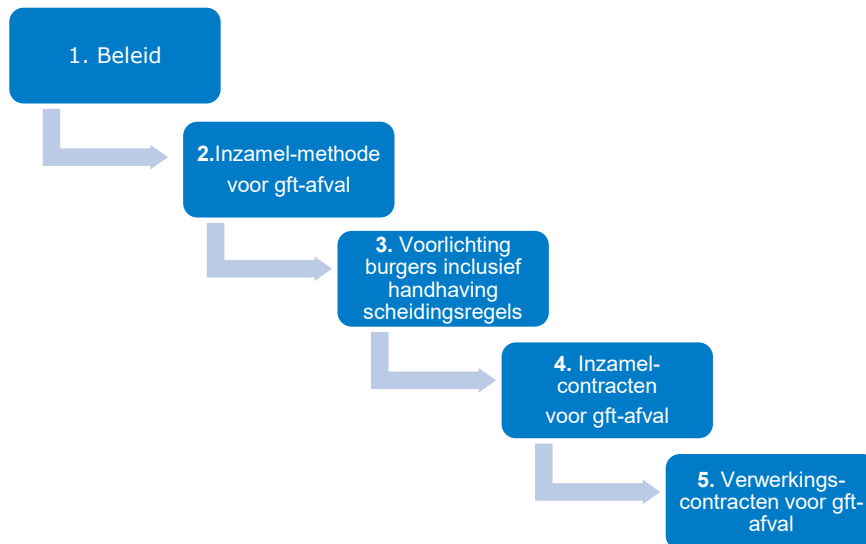 1. Beleid
2.Inzamel-methode
voor gft-afval
3. Voorlichting
burgers inclusief
handhaving
scheidingsregels
4. Inzamel-
contracten
voor gft-afval
5. Verwerkings-
contracten voor gft-
afval